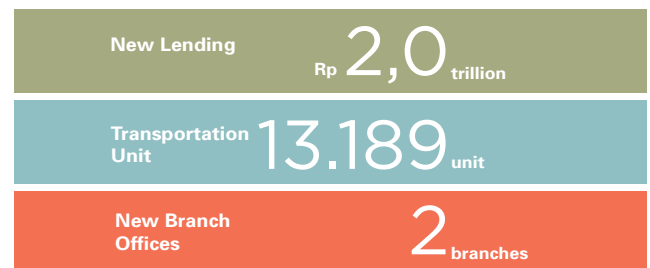 New Lending Rp 2,0 trillion
Transportation
Unit 13.189 unit
New Branch
Offices 2 branches